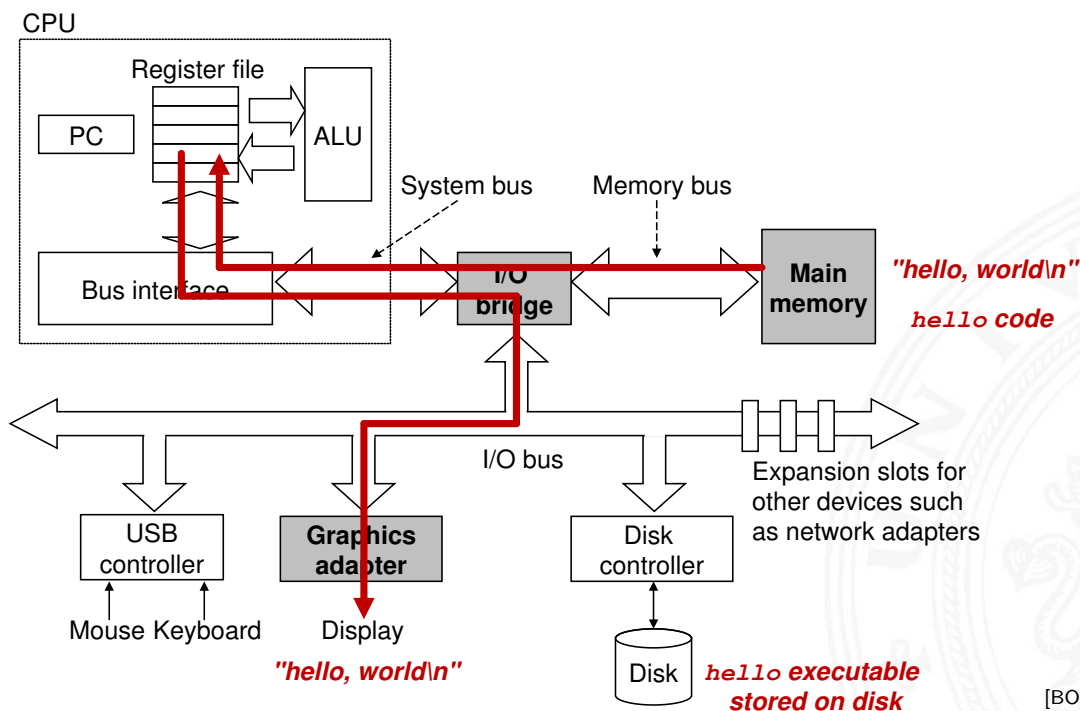 CPU
Register file
PC
ALU
System bus
Memory bus
Bus interface
I/O
bridge
Main
memory
"hello, world\n"
hello code
I/O bus
Expansion slots for
other devices such
as network adapters
USB
controller
Graphics
adapter
Disk
controller
Mouse Keyboard
Display
"hello, world\n"
Disk
hello executable
stored on disk
[BO